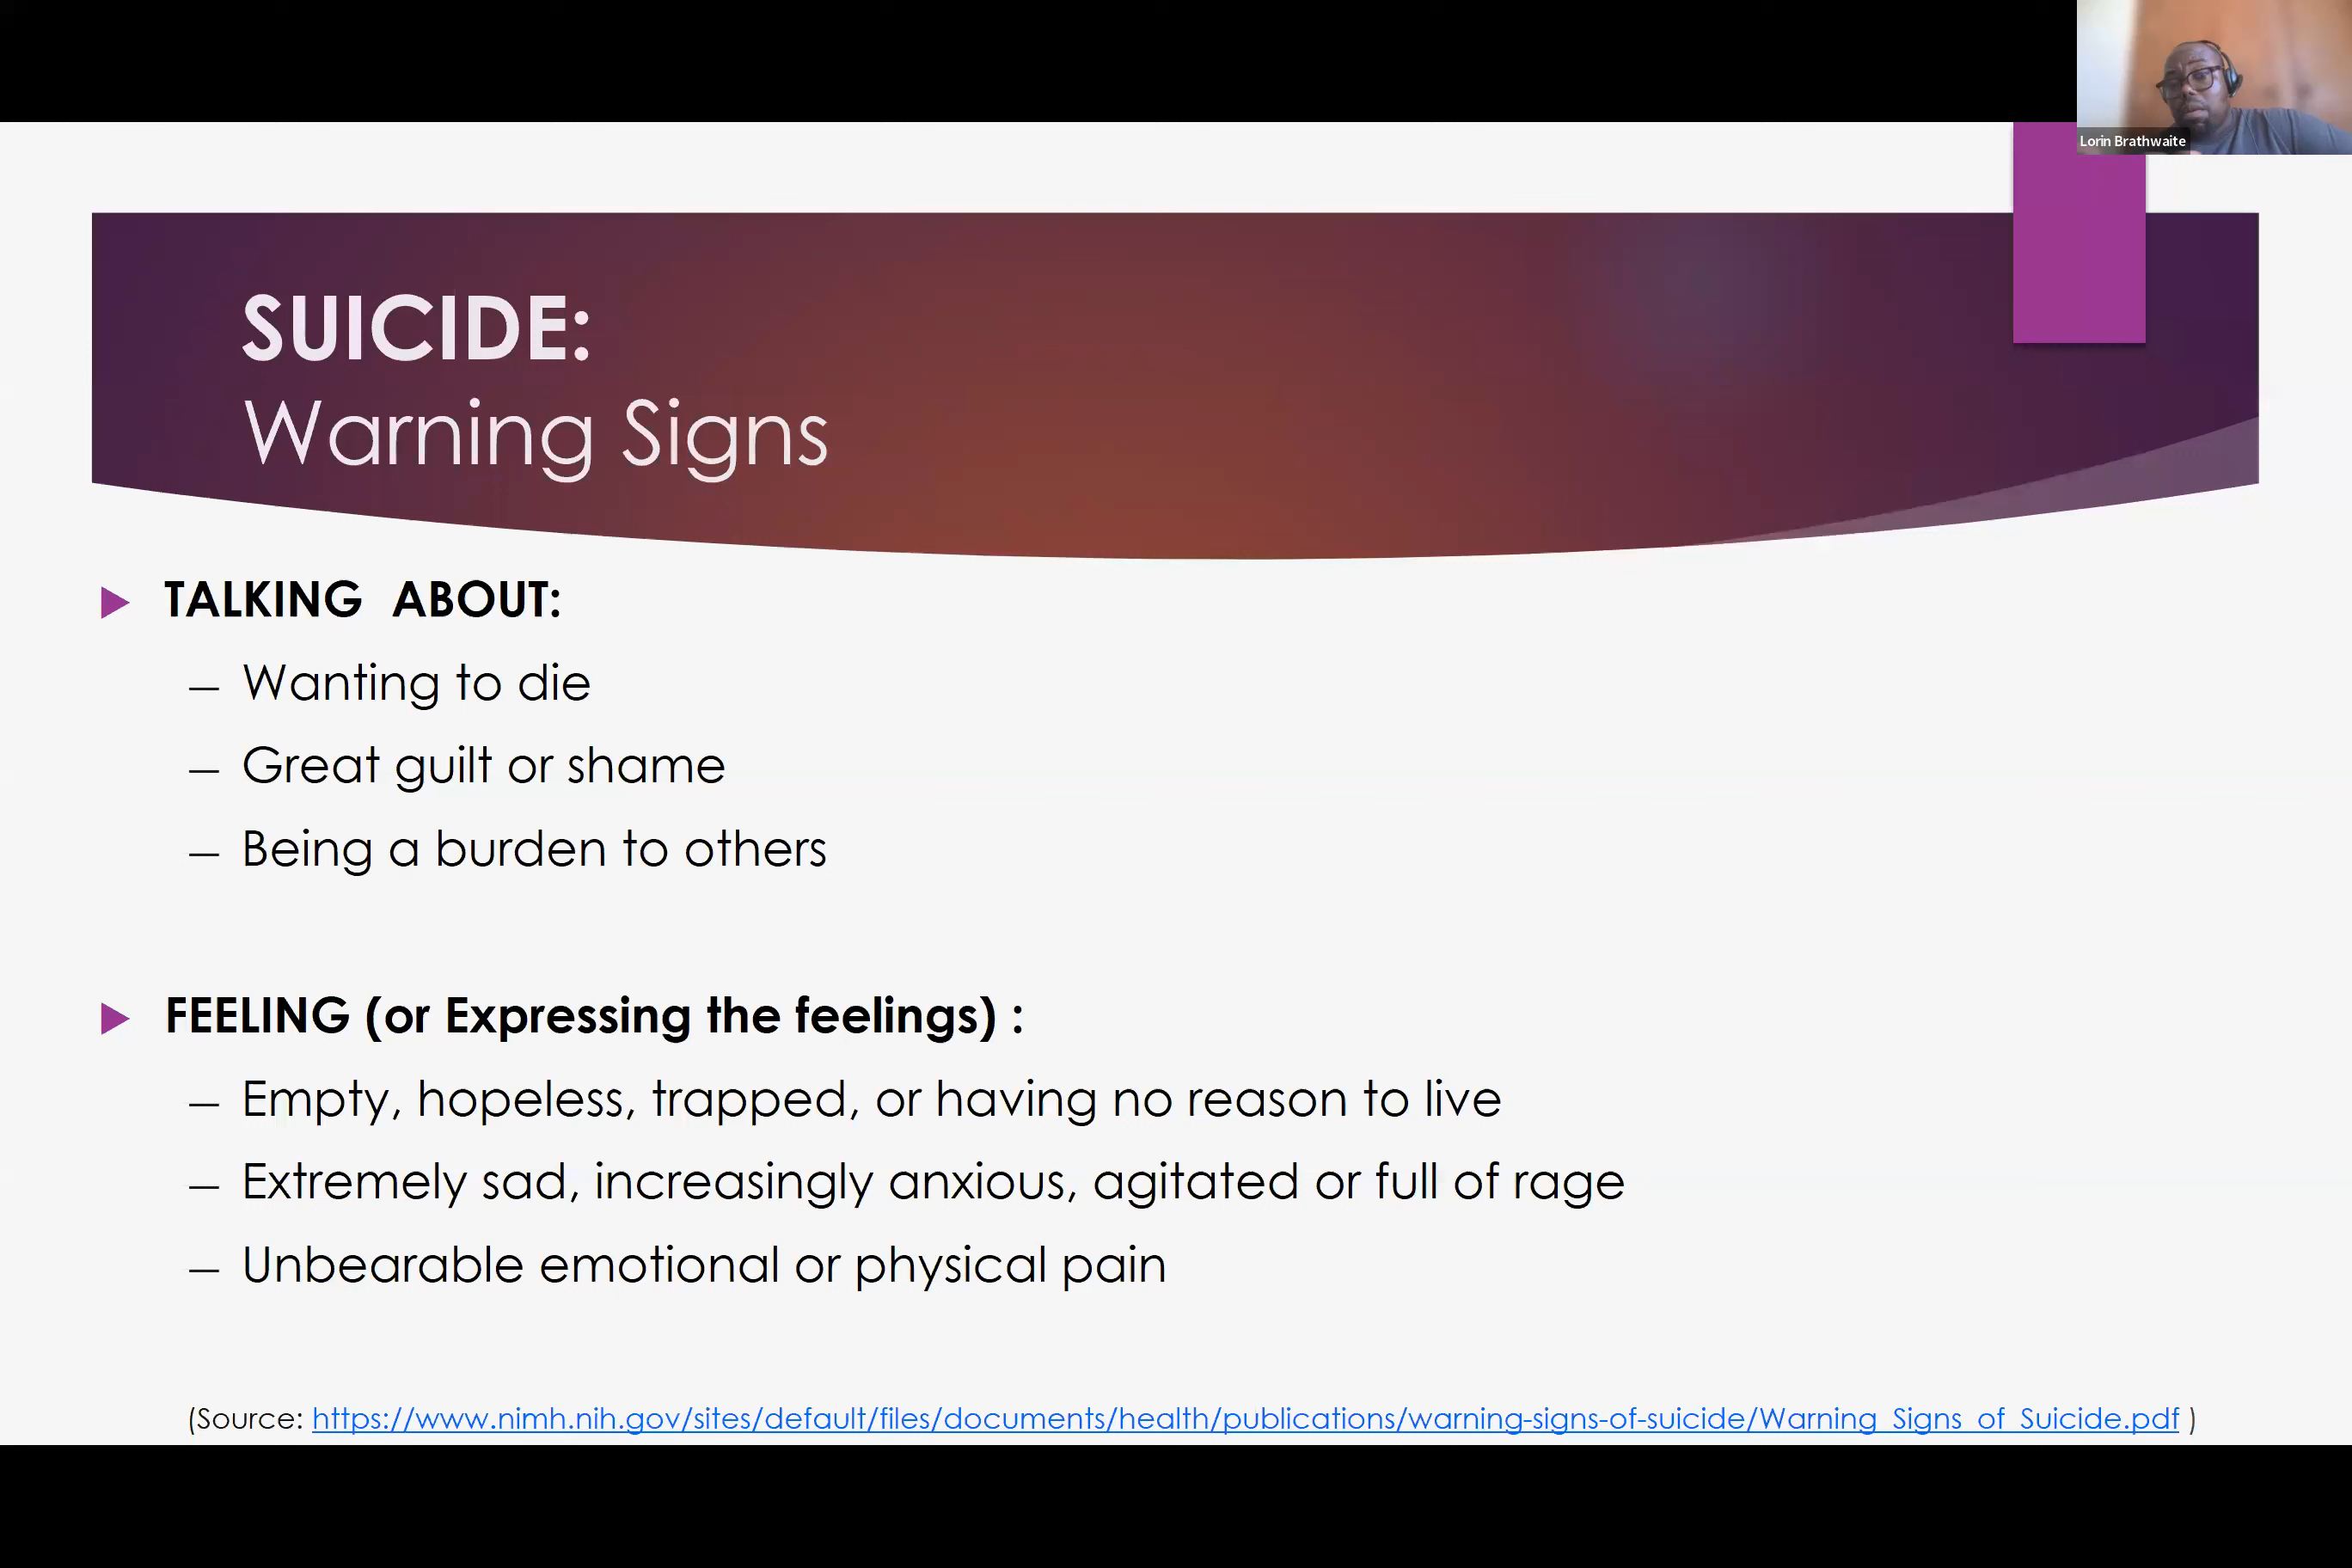 Lorin Brathwaite
SUICIDE:
Warning Signs
TALKING ABOUT:
— Wanting to die
— Great guilt or shame
— Being a burden to others
FEELING (or Expressing the feelings) :
— Empty, hopeless, trapped, or having no reason to live
— Extremely sad, increasingly anxious, agitated or full of rage
— Unbearable emotional or physical pain
(Source: https://www.nimh.nih.gov/sites/default/files/documents/health/publications/warning-signs-of-suicide/Warning_Signs_of_Suicide.pdf )